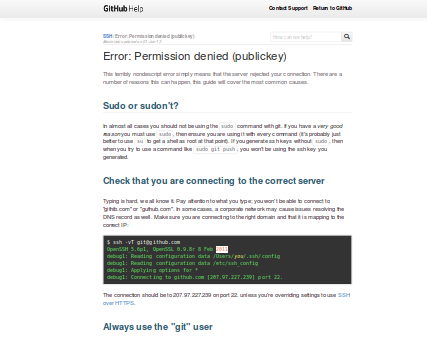 GitHub Help
Contact Support Return to GitHub
SSH: Error: Permission denied (publickey)
How can we help?
Error: Permission denied (publickey)
This terribly nondescript error simply means that the server rejected your connection. There are a
number of reasons this can happen, this guide will cover the most common causes.
Sudo or sudon't?
In almost all cases you should not be using the sudo command with git. If you have a very good
reason you must use sudo, then ensure you are using it with every command (it's probably just
better to use su to get a shell as root at that point). If you generate ssh keys without sudo, then
when you try to use a command like sudo git push, you won't be using the ssh key you
generated.
Check that you are connecting to the correct server
Typing is hard, we all know it. Pay attention to what you type; you won't be able to connect to
"githib.com" or "guthub.com". In some cases, a corporate network may cause issues resolving the
DNS record as well. Make sure you are connecting to the right domain and that it is mapping to the
correct IP:
$ ssh -vT git@github.com
OpenSSH 5.6p1, OpenSSL 0.9.8r 8 Feb 2011
debug1: Reading configuration data /Users/you/.ssh/config
debug1: Reading configuration data /etc/ssh_config
debug1: Applying options for *
debug1: Connecting to github.com [207.97.227.239] port 22.
The connection should be to 207.97.227.239 on port 22, unless you're overriding settings to use SSH
over HTTPS.
Always use the "git" user